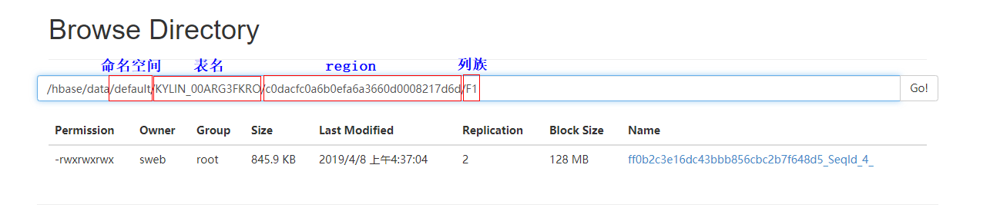 Browse Directory
命名空间 表名 region 列族
/hbase/data/default/KYLIN_00ARG3FKRO/c0dacfc0a6b0efa6a3660d0008217d6d/F1 Go!
Permission Owner Group Size Last Modified Replication Block Size Name
-rwxrwxrwx sweb root 845.9 KB 2019/4/8 上午4:37:04 2 128 MB ff0b2c3e16dc43bbb856cbc2b7f648d5_SeqId_4_